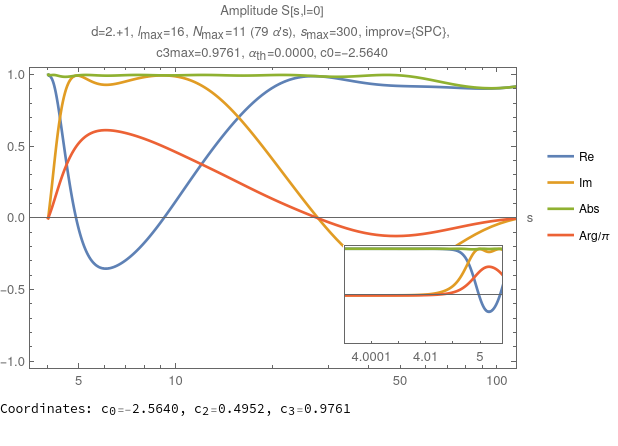 Amplitude S[s,l=0]
d=2.+1, lmax=16, Nmax=11 (79 α's), smax=300, improv={SPC},
c3max=0.9761, αth=0.0000, c0=-2.5640
1.0
0.5
0.0
-0.5
-1.0
5
10
50
100
s
Re
Im
Abs
Arg/π
4.0001
4.01
5
Coordinates: c0=-2.5640, c2=0.4952, c3=0.9761